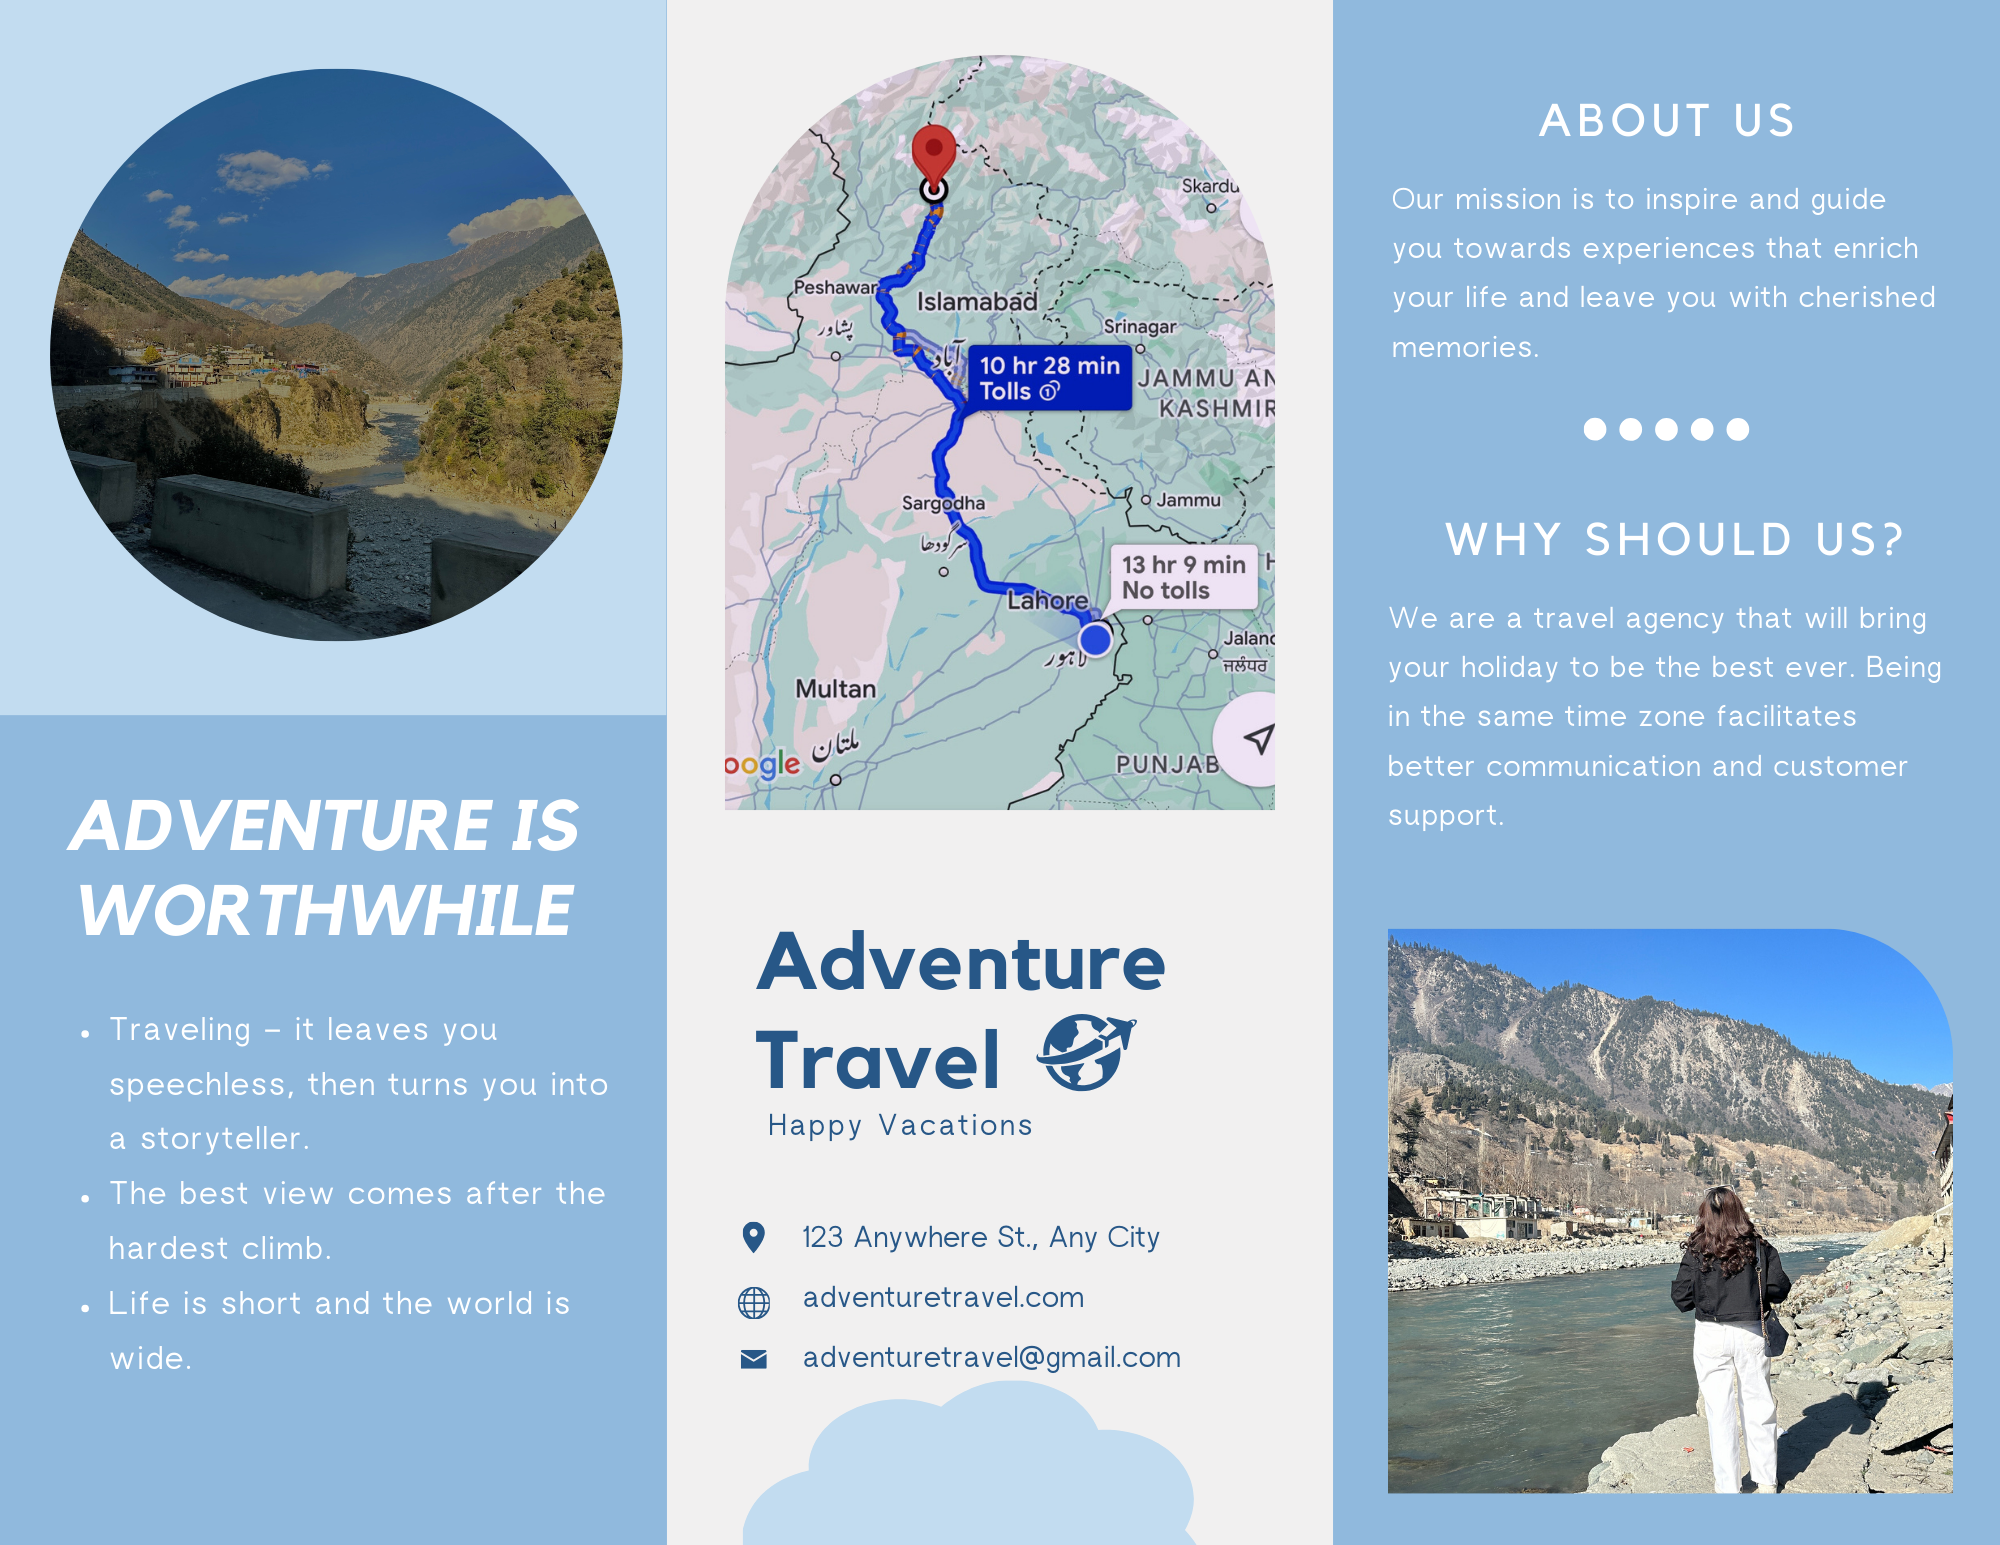 ADVENTURE IS
WORTHWHILE
• Traveling – it leaves you
speechless, then turns you into
a storyteller.
• The best view comes after the
hardest climb.
• Life is short and the world is
wide.
Skardu
Peshawar
Islamabad
پشاور
Srinagar
آباد
10 hr 28 min
Tolls
JAMMU AN
KASHMIR
Sargodha
Jammu
سرگودھا
13 hr 9 min
No tolls
H
Lahore
لاہور
Jaland
ਜਲੰਧਰ
Multan
ملتان
oogle
PUNJAB
Adventure
Travel
Happy Vacations
123 Anywhere St., Any City
adventuretravel.com
adventuretravel@gmail.com
ABOUT US
Our mission is to inspire and guide
you towards experiences that enrich
your life and leave you with cherished
memories.
WHY SHOULD US?
We are a travel agency that will bring
your holiday to be the best ever. Being
in the same time zone facilitates
better communication and customer
support.